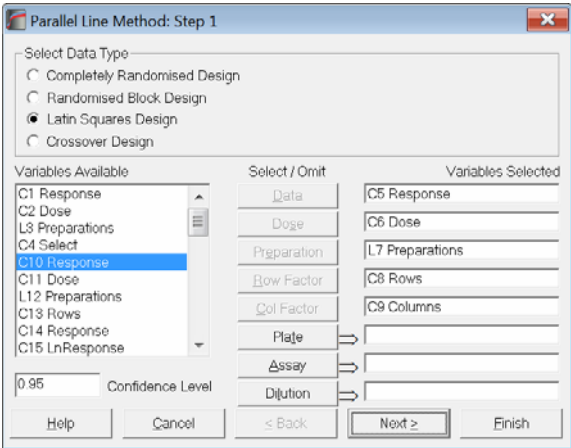 Parallel Line Method: Step 1
Select Data Type
Completely Randomised Design
Randomised Block Design
Latin Squares Design
Crossover Design
Variables Available
Select / Omit
Variables Selected
C1 Response
C2 Dose
L3 Preparations
C4 Select
C10 Response
C11 Dose
L12 Preparations
C13 Rows
C14 Response
C15 LnResponse
Data
C5 Response
Dose
C6 Dose
Preparation
L7 Preparations
Row Factor
C8 Rows
Col Factor
C9 Columns
Plate
Assay
Dilution
0.95 Confidence Level
Help
Cancel
< Back
Next >
Finish